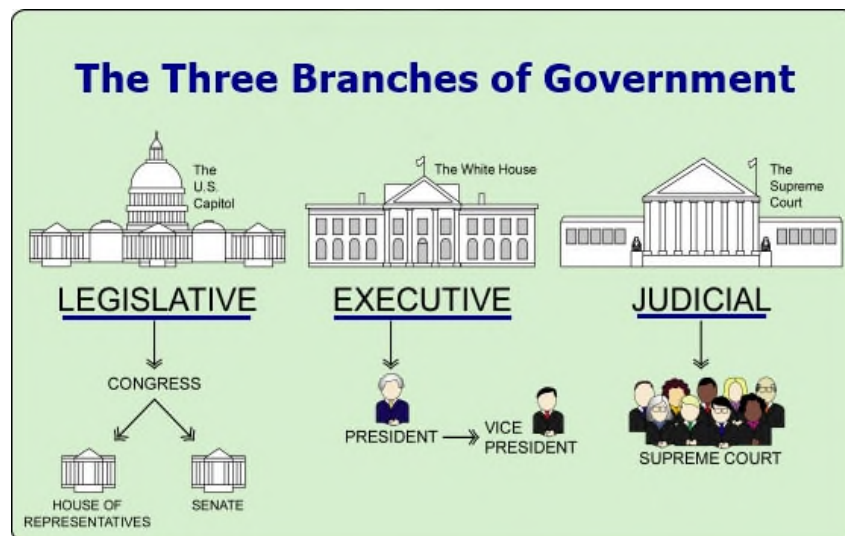 The Three Branches of Government
The
U.S.
Capitol
The White House
The
Supreme
Court
LEGISLATIVE
EXECUTIVE
JUDICIAL
CONGRESS
PRESIDENT
VICE
PRESIDENT
SUPREME COURT
HOUSE OF
REPRESENTATIVES
SENATE